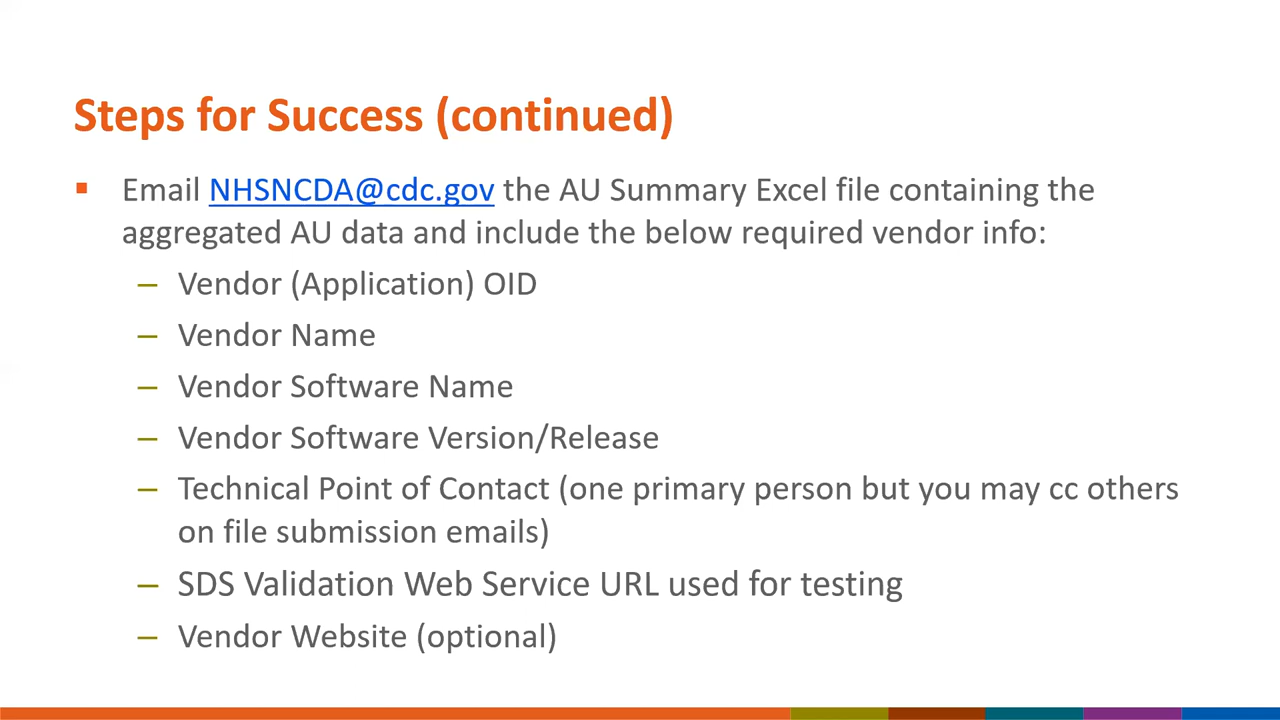 Steps for Success (continued)
▪ Email NHSNCDA@cdc.gov the AU Summary Excel file containing the
aggregated AU data and include the below required vendor info:
– Vendor (Application) OID
– Vendor Name
– Vendor Software Name
– Vendor Software Version/Release
– Technical Point of Contact (one primary person but you may cc others
on file submission emails)
– SDS Validation Web Service URL used for testing
– Vendor Website (optional)